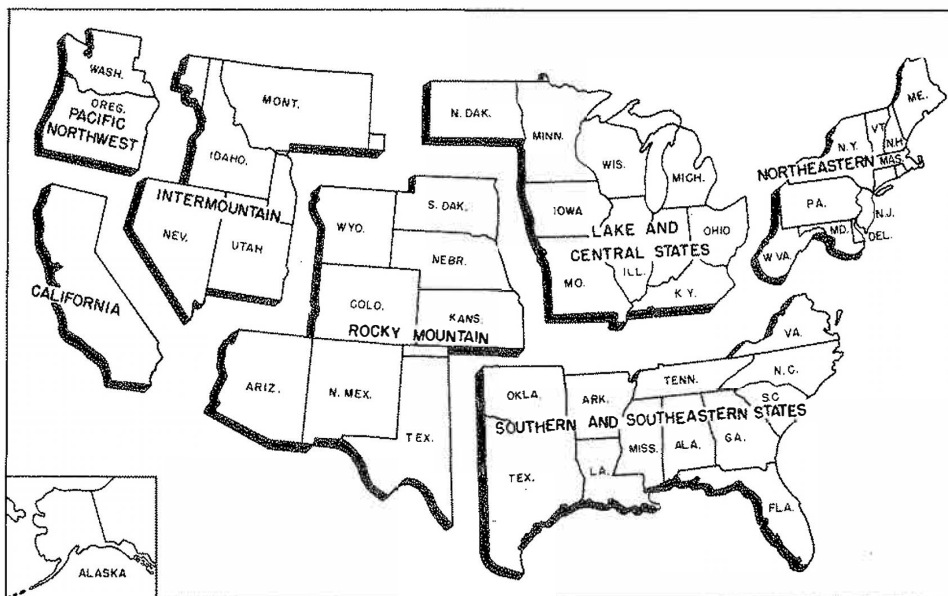 WASH.
OREG.
PACIFIC
NORTHWEST
MONT.
IDAHO.
INTERMOUNTAIN
NEV.
UTAH
CALIFORNIA
WYO.
S. DAK.
NEBR.
COLO.
KANS.
ROCKY MOUNTAIN
ARIZ.
N. MEX.
TEX.
N. DAK.
MINN.
WIS.
MICH.
IOWA
LAKE AND
CENTRAL STATES
OHIO
MO.
ILL.
KY.
ME.
VT.
N.H.
N.Y.
MAS.
NORTHEASTERN
PA.
N.J.
MD.
DEL.
W VA.
VA.
N.C.
TENN.
S.C
OKLA.
ARK.
SOUTHERN AND SOUTHEASTERN STATES
MISS.
ALA.
GA.
TEX.
LA.
FLA.
ALASKA